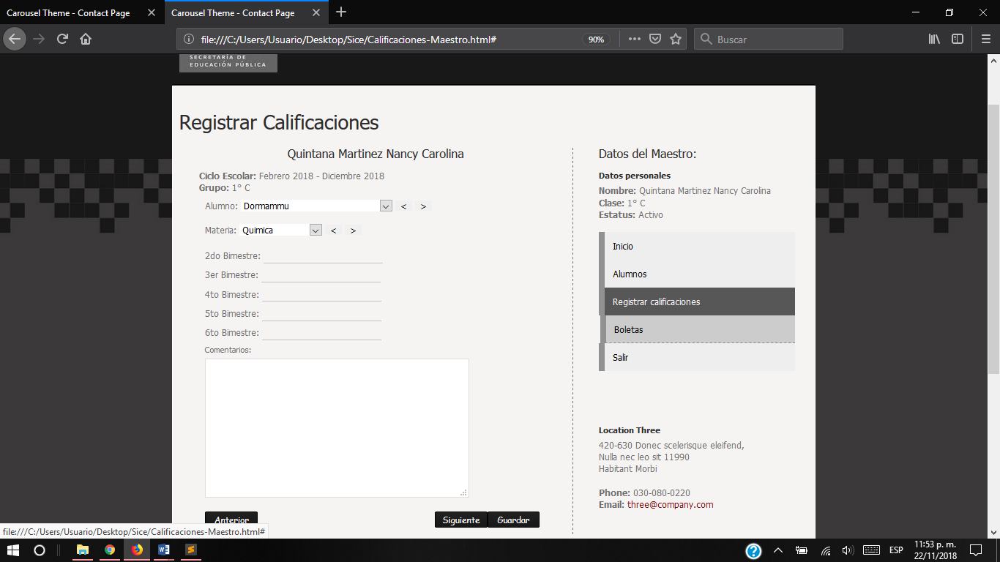 Carousel Theme - Contact Page
Carousel Theme - Contact Page
file:///C:/Users/Usuario/Desktop/Sice/Calificaciones-Maestro.html#
90%
Buscar
SECRETARÍA DE
EDUCACIÓN PÚBLICA
Registrar Calificaciones
Quintana Martinez Nancy Carolina
Ciclo Escolar: Febrero 2018 - Diciembre 2018
Grupo: 1° C
Alumno: Dormammu < >
Materia: Quimica < >
2do Bimestre:
3er Bimestre:
4to Bimestre:
5to Bimestre:
6to Bimestre:
Comentarios:
Anterior
Siguiente
Guardar
Datos del Maestro:
Datos personales
Nombre: Quintana Martinez Nancy Carolina
Clase: 1° C
Estatus: Activo
Inicio
Alumnos
Registrar calificaciones
Boletas
Salir
Location Three
420-630 Donec scelerisque eleifend,
Nulla nec leo sit 11990
Habitant Morbi
Phone: 030-080-0220
Email: three@company.com
file:///C:/Users/Usuario/Desktop/Sice/Calificaciones-Maestro.html#
ESP
11:53 p. m.
22/11/2018